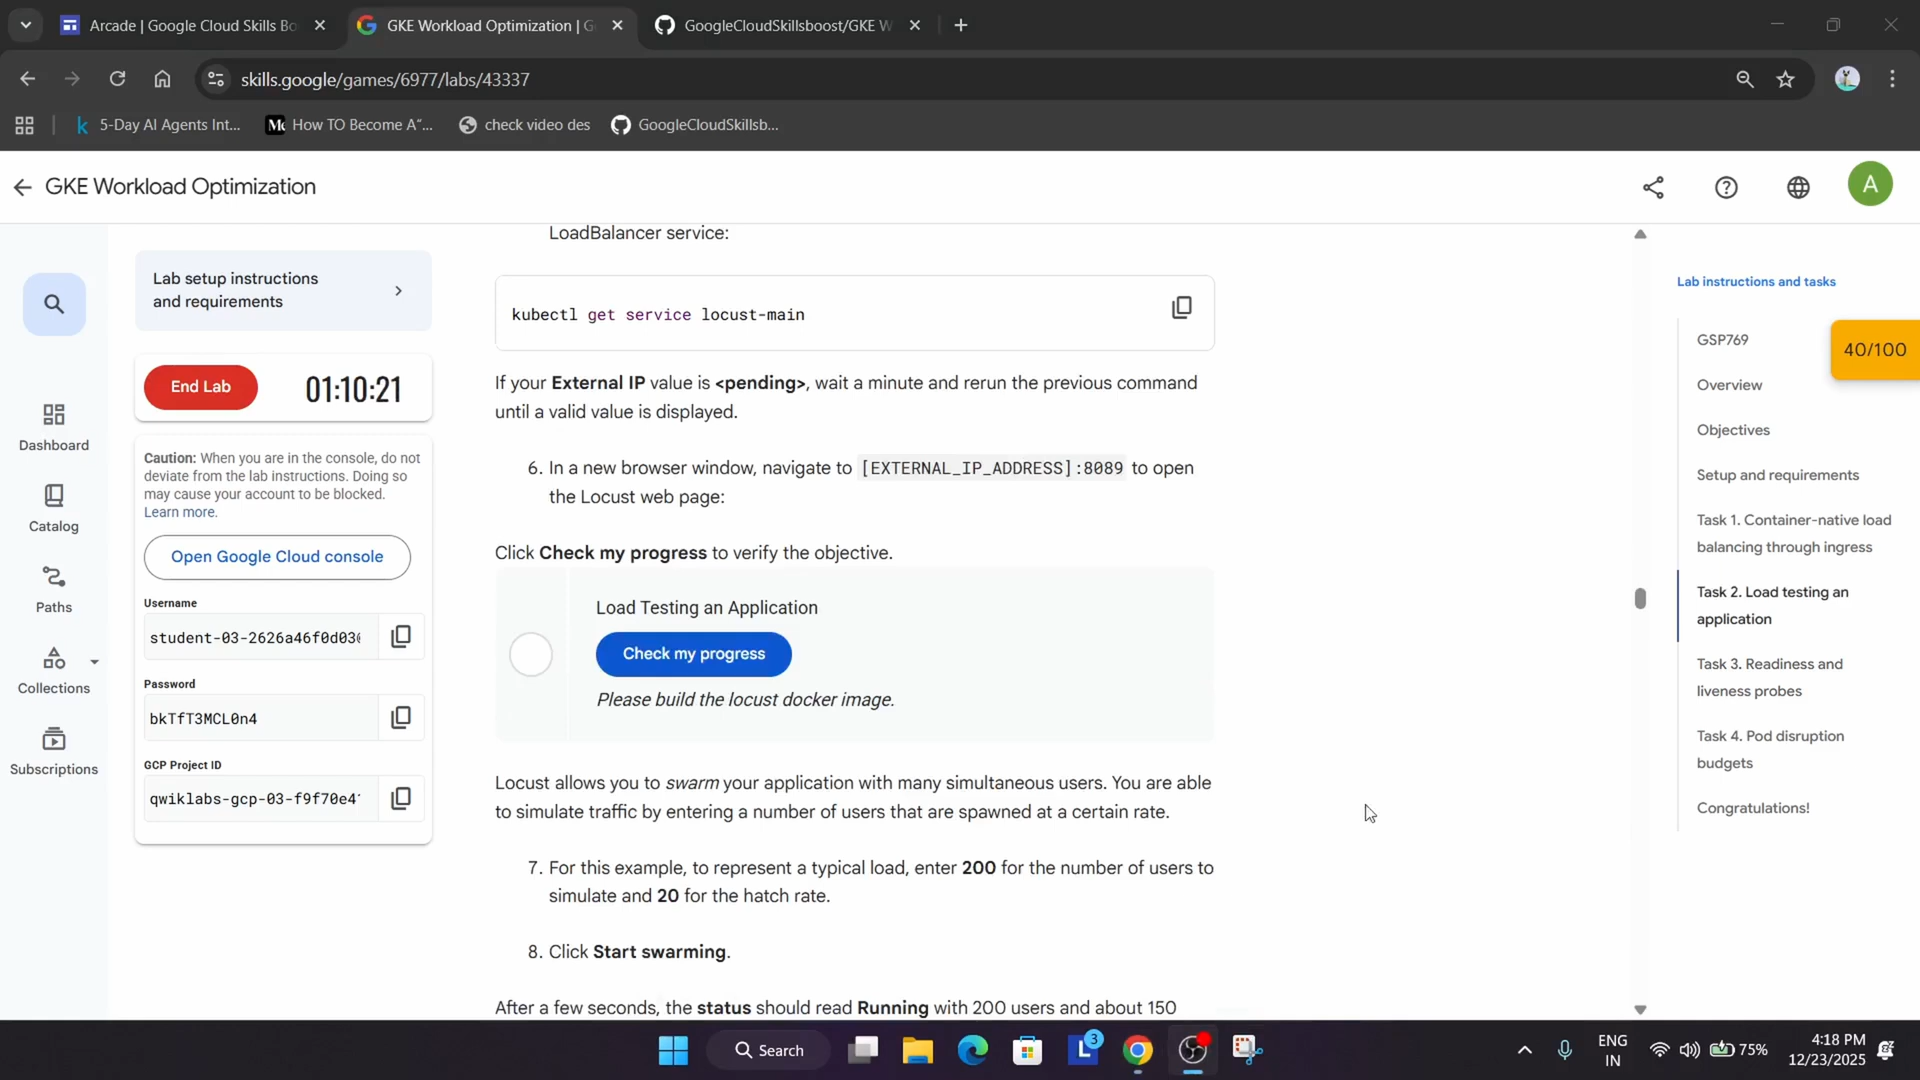 Arcade | Google Cloud Skills Bo
GKE Workload Optimization | G
GoogleCloudSkillsboost/GKE W
skills.google/games/6977/labs/43337
5-Day AI Agents Int...
How TO Become A“...
check video des
GoogleCloudSkillsb...
GKE Workload Optimization
A
Dashboard
Catalog
Paths
Collections
Subscriptions
Lab setup instructions
and requirements
End Lab
01:10:21
Caution: When you are in the console, do not
deviate from the lab instructions. Doing so
may cause your account to be blocked.
Learn more.
Open Google Cloud console
Username
student-03-2626a46f0d03
Password
bkTfT3MCL0n4
GCP Project ID
qwiklabs-gcp-03-f9f70e4
LoadBalancer service:
kubectl get service locust-main
If your External IP value is <pending>, wait a minute and rerun the previous command
until a valid value is displayed.
6. In a new browser window, navigate to [EXTERNAL_IP_ADDRESS]:8089 to open
the Locust web page:
Click Check my progress to verify the objective.
Load Testing an Application
Check my progress
Please build the locust docker image.
Locust allows you to swarm your application with many simultaneous users. You are able
to simulate traffic by entering a number of users that are spawned at a certain rate.
7. For this example, to represent a typical load, enter 200 for the number of users to
simulate and 20 for the hatch rate.
8. Click Start swarming.
After a few seconds, the status should read Running with 200 users and about 150
Lab instructions and tasks
GSP769
40/100
Overview
Objectives
Setup and requirements
Task 1. Container-native load
balancing through ingress
Task 2. Load testing an
application
Task 3. Readiness and
liveness probes
Task 4. Pod disruption
budgets
Congratulations!
Search
3
ENG
IN
75%
4:18 PM
12/23/2025